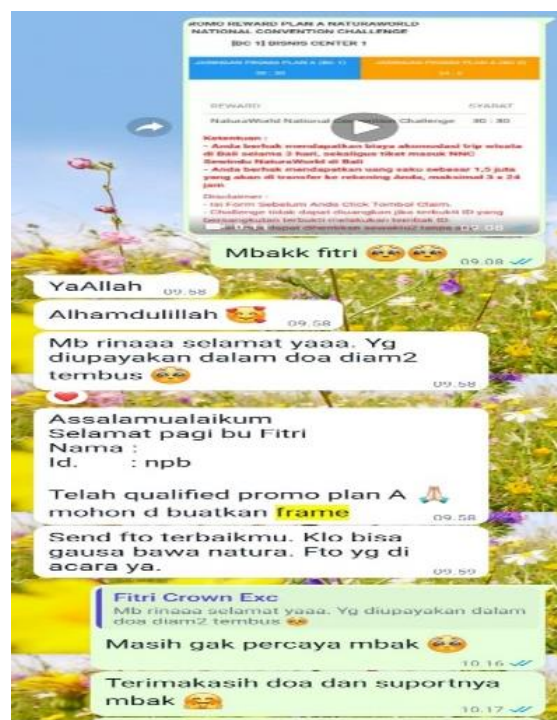 ROMO REWARD PLAN A NATURAWORLD
NATIONAL CONVENTION CHALLENGE
[BC 1] BISNIS CENTER 1
REWARD SYARAT
NaturaWorld National Challenge 30 : 30
Ketentuan :
- Anda berhak mendapatkan biaya akomodasi trip wisata
di Bali selama 3 hari, sekaligus tiket masuk NNC
Sewindu NaturaWorld di Bali
- Anda berhak mendapatkan uang saku sebesar 1,5 juta
yang akan di transfer ke rekening Anda, maksimal 3 x 24
jam
Disclaimer :
- Isi Form Sebelum Anda Click Tombol Claim.
- Challenge tidak dapat diuangkan jika terbukti ID yang
bersangkutan terbukti melakukan tembak ID.
09.08
Mbakk fitri 🥹🥹
09.08
YaAllah 09.58
Alhamdulillah 🥰 09.58
Mb rinaaa selamat yaaa. Yg
diupayakan dalam doa diam2
tembus 🥹
09.58
Assalamualaikum
Selamat pagi bu Fitri
Nama :
Id. : npb
Telah qualified promo plan A 🙏🏻
mohon d buatkan frame
09.58
Send fto terbaikmu. Klo bisa
gausa bawa natura. Fto yg di
acara ya.
09.59
Fitri Crown Exc
Mb rinaaa selamat yaaa. Yg diupayakan dalam
doa diam2 tembus 🥹
Masih gak percaya mbak 🥹
10.16
Terimakasih doa dan suportnya
mbak 🤗
10.17